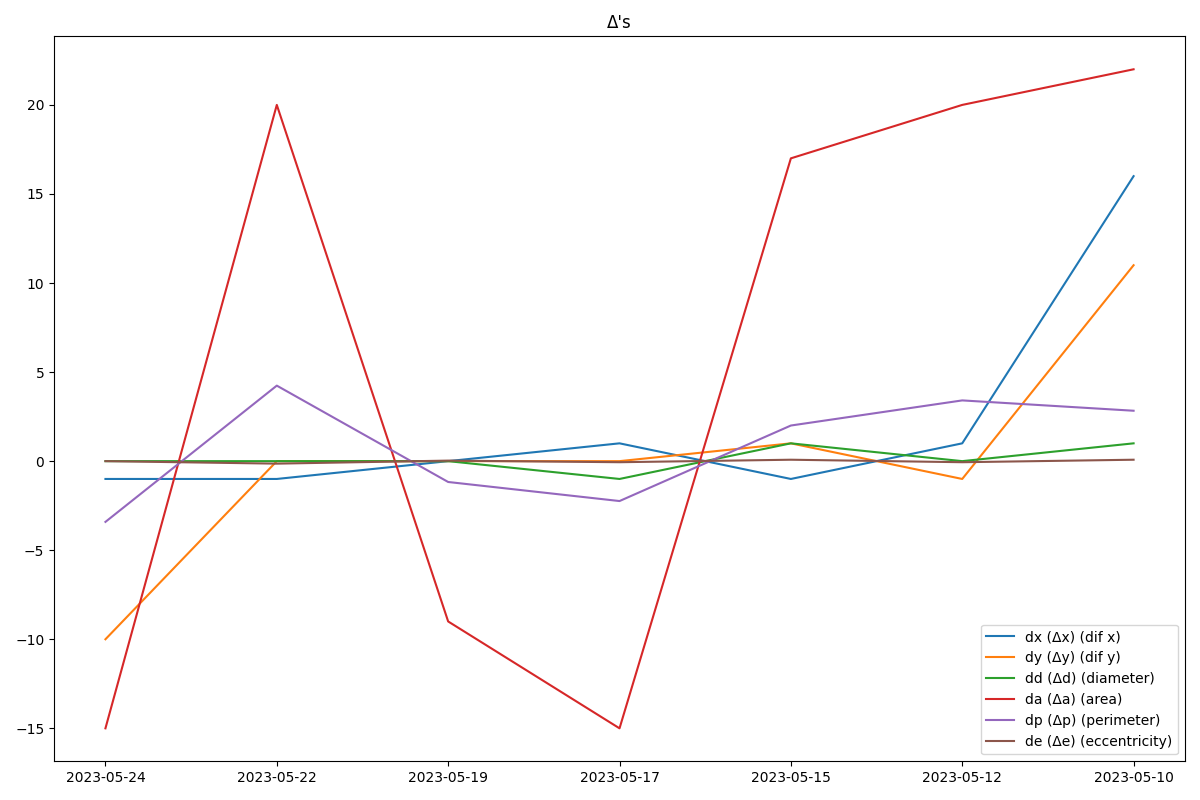 Δ's
20
15
10
5
0
−5
−10
−15
2023-05-24 2023-05-22 2023-05-19 2023-05-17 2023-05-15 2023-05-12 2023-05-10
dx (Δx) (dif x)
dy (Δy) (dif y)
dd (Δd) (diameter)
da (Δa) (area)
dp (Δp) (perimeter)
de (Δe) (eccentricity)